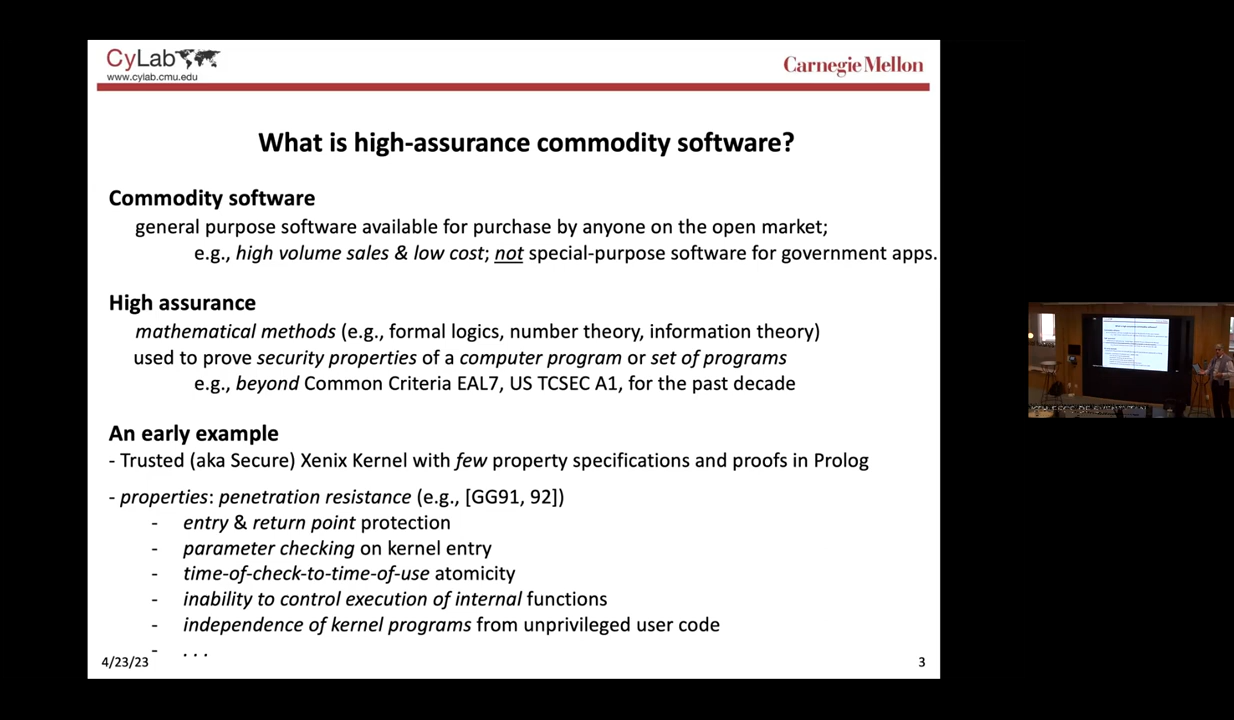 CyLab
www.cylab.cmu.edu
Carnegie Mellon
What is high-assurance commodity software?
Commodity software
general purpose software available for purchase by anyone on the open market;
e.g., high volume sales & low cost; not special-purpose software for government apps.
High assurance
mathematical methods (e.g., formal logics, number theory, information theory)
used to prove security properties of a computer program or set of programs
e.g., beyond Common Criteria EAL7, US TCSEC A1, for the past decade
An early example
- Trusted (aka Secure) Xenix Kernel with few property specifications and proofs in Prolog
- properties: penetration resistance (e.g., [GG91, 92])
- entry & return point protection
- parameter checking on kernel entry
- time-of-check-to-time-of-use atomicity
- inability to control execution of internal functions
- independence of kernel programs from unprivileged user code
- . . .
4/23/23
3